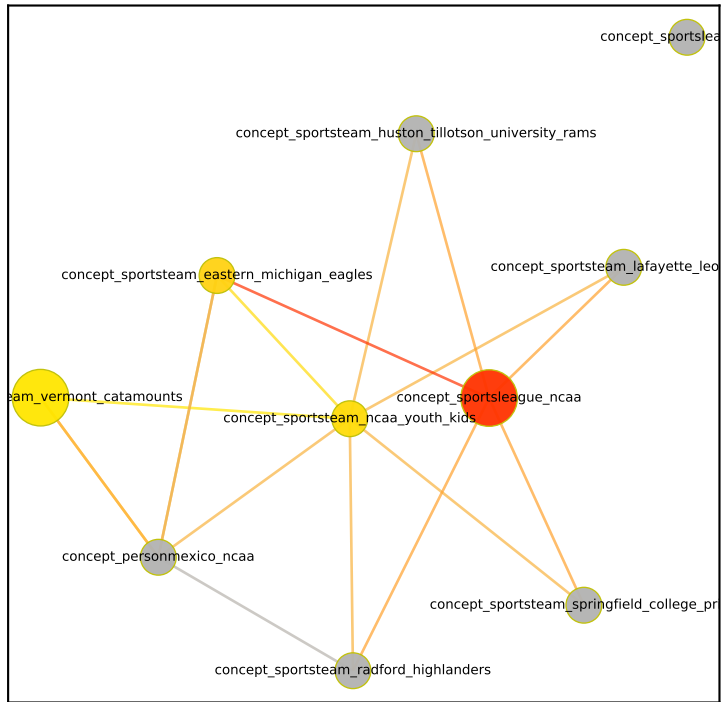 concept_sportslea
concept_sportsteam_huston_tillotson_university_rams
concept_sportsteam_lafayette_leo
concept_sportsteam_eastern_michigan_eagles
eam_vermont_catamounts
concept_sportsleague_ncaa
concept_sportsteam_ncaa_youth_kids
concept_personmexico_ncaa
concept_sportsteam_springfield_college_pr
concept_sportsteam_radford_highlanders